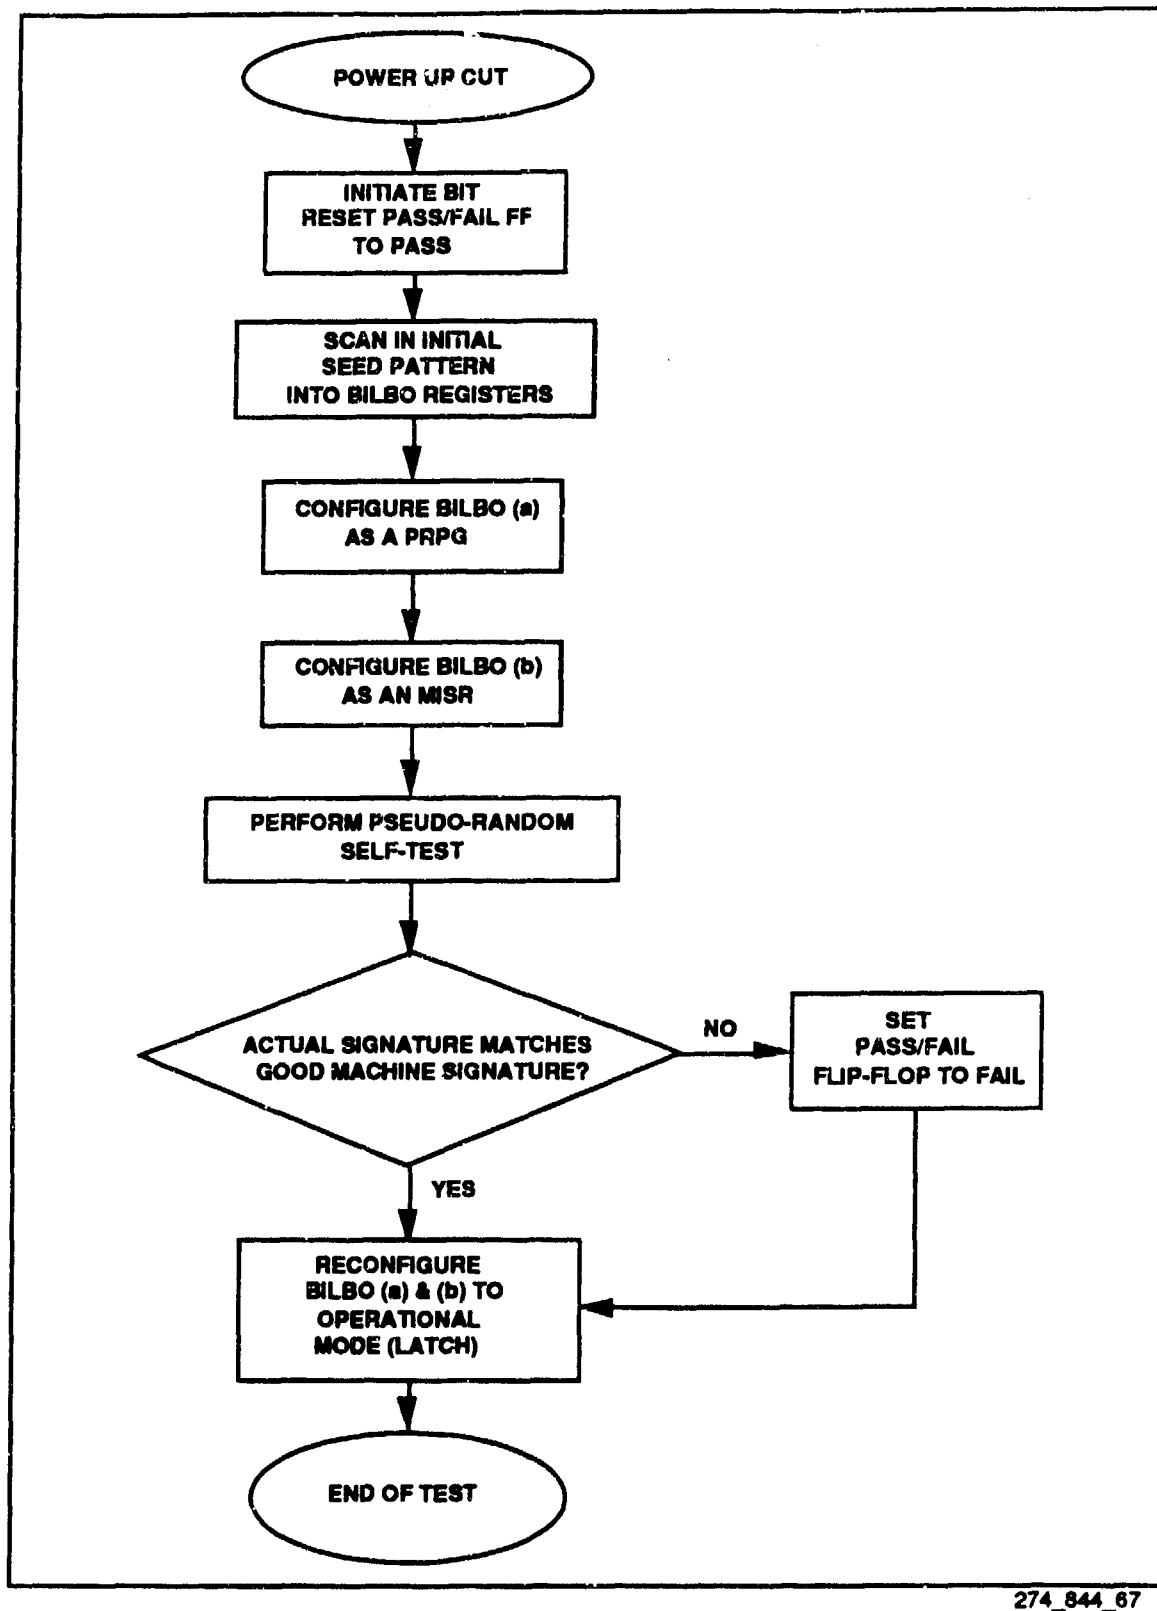 POWER UP CUT
INITIATE BIT
RESET PASS/FAIL FF
TO PASS
SCAN IN INITIAL
SEED PATTERN
INTO BILBO REGISTERS
CONFIGURE BILBO (a)
AS A PRPG
CONFIGURE BILBO (b)
AS AN MISR
PERFORM PSEUDO-RANDOM
SELF-TEST
ACTUAL SIGNATURE MATCHES
GOOD MACHINE SIGNATURE?
NO
SET
PASS/FAIL
FLIP-FLOP TO FAIL
YES
RECONFIGURE
BILBO (a) & (b) TO
OPERATIONAL
MODE (LATCH)
END OF TEST
274_844_67